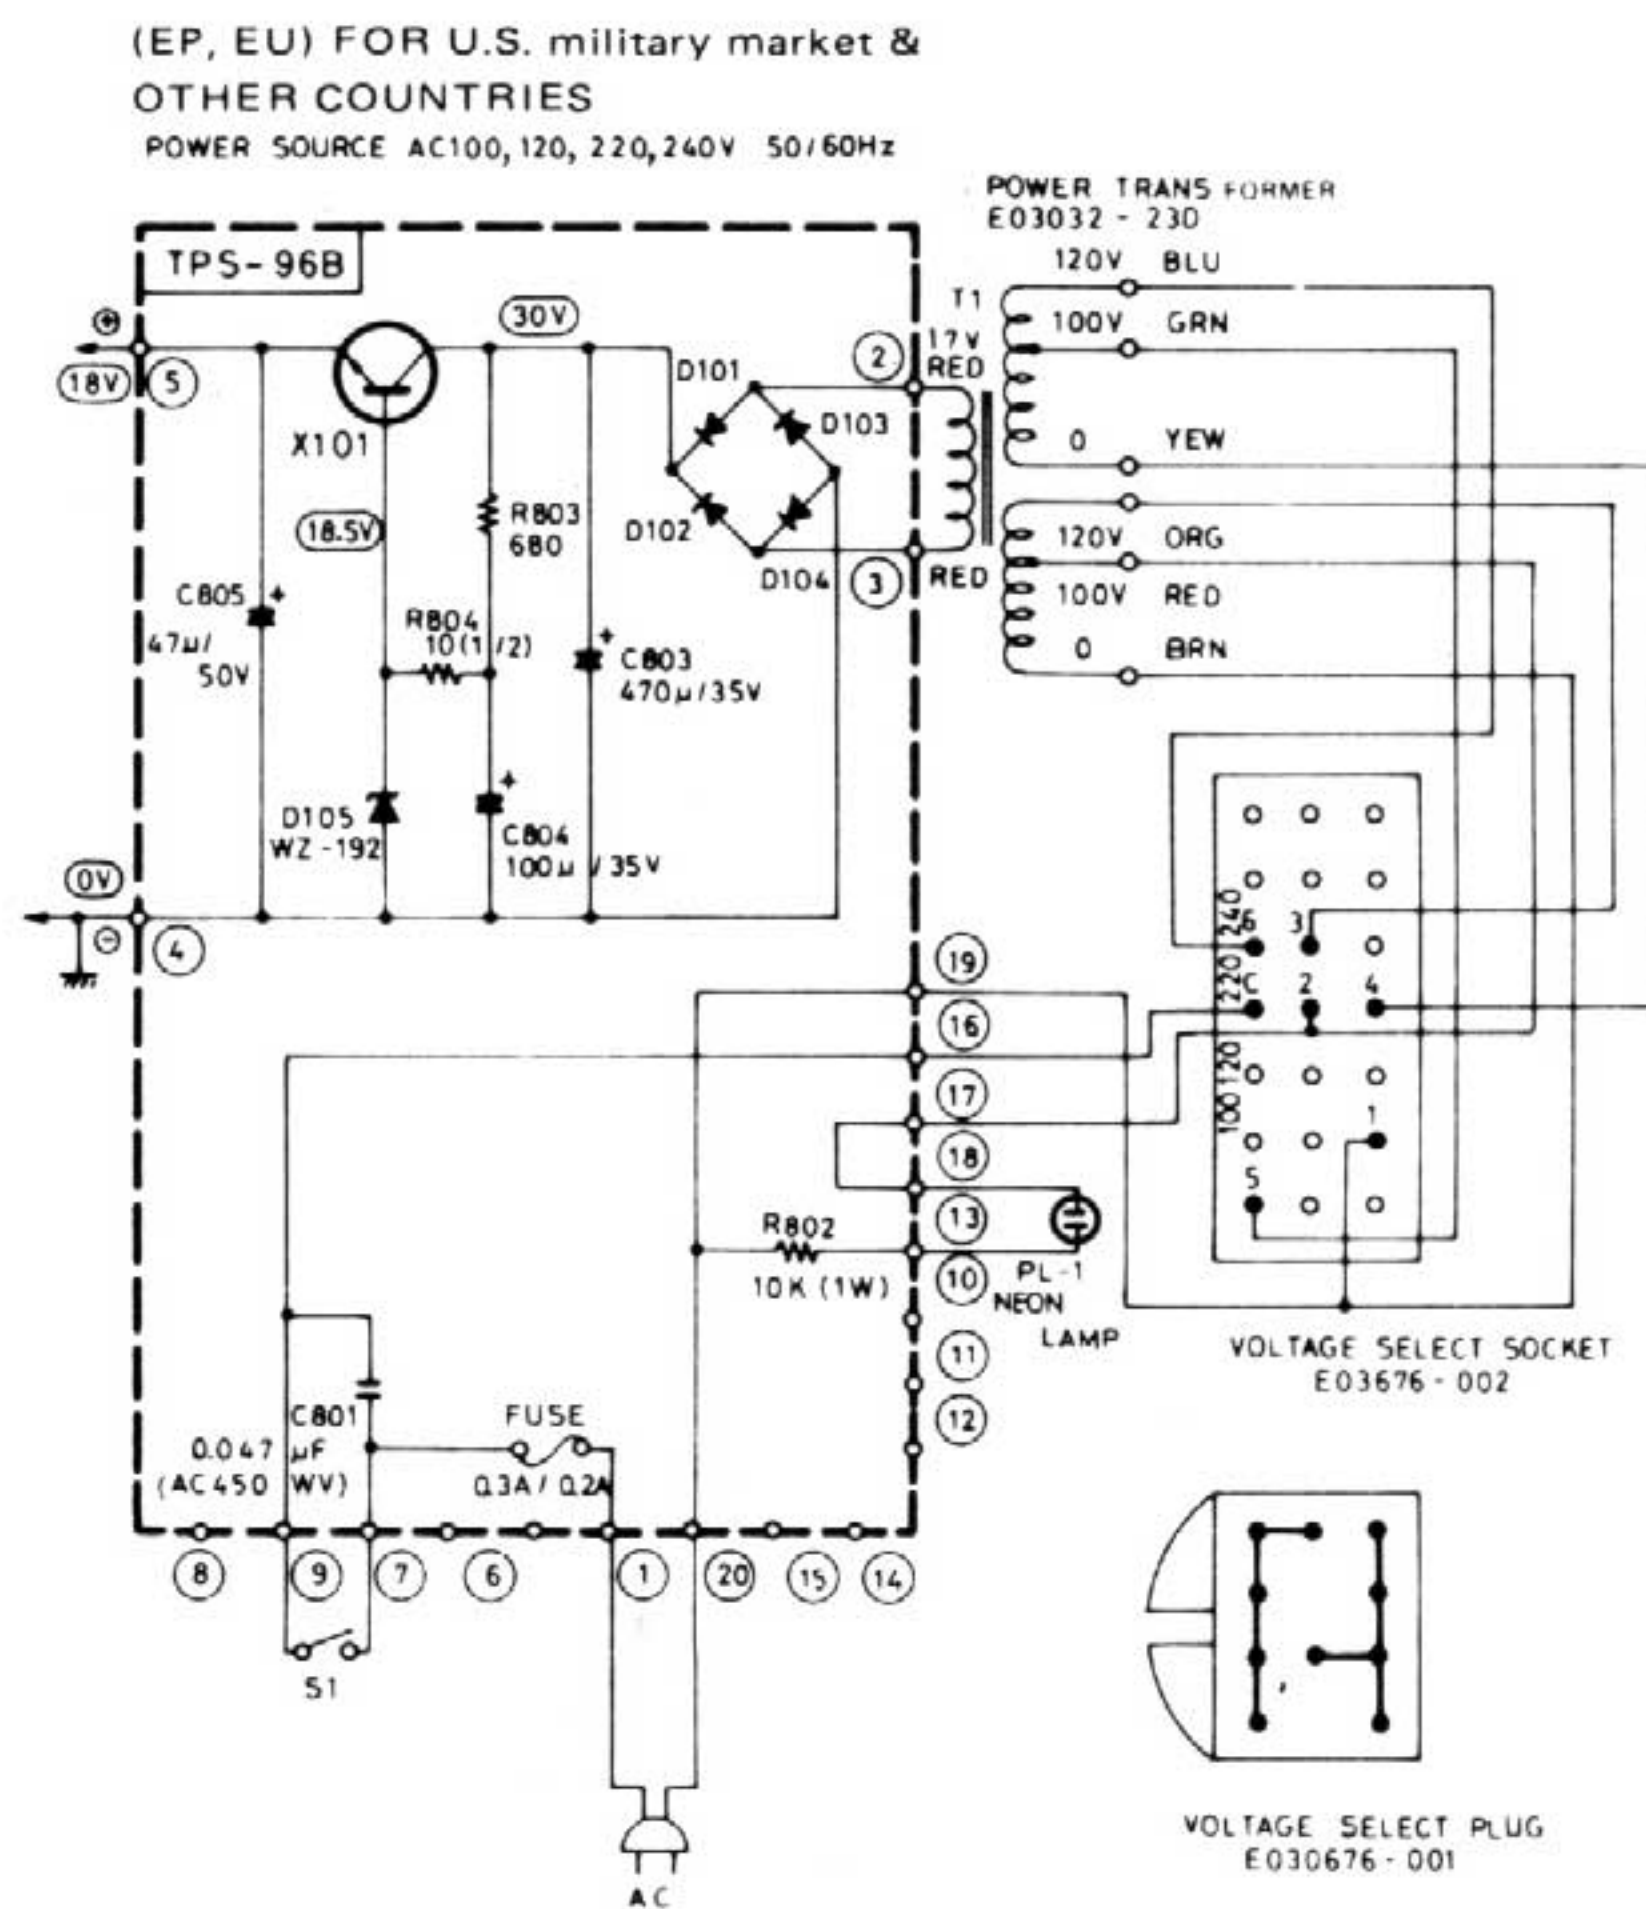 (EP, EU) FOR U.S. military market &
OTHER COUNTRIES
POWER SOURCE AC100, 120, 220, 240V 50/60Hz
POWER TRANSFORMER
E03032 - 230
TPS-96B
120V BLU
T1
100V GRN
17V
RED
0 YEW
120V ORG
100V RED
0 BRN
RED
⊕
18V
5
30V
X101
18.5V
D101
D103
D102
D104
2
3
R803
680
C805
+
47μ/
50V
R804
10(1/2)
+
C803
470μ/35V
D105
WZ-192
+
C804
100μ/35V
0V
⊖
4
19
16
17
18
13
10
11
12
240
220
120
100
6 3
C 2 4
1
5
R802
10K (1W)
PL-1
NEON
LAMP
VOLTAGE SELECT SOCKET
E03676-002
C801
0.047 μF
(AC450 WV)
FUSE
0.3A / 0.2A
8 9 7 6 1 20 15 14
S1
AC
VOLTAGE SELECT PLUG
E030676-001